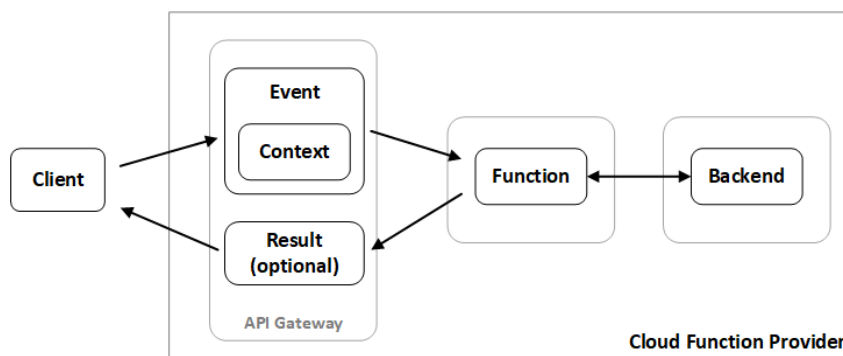 Event
Context
Client
Function
Backend
Result
(optional)
API Gateway
Cloud Function Provider